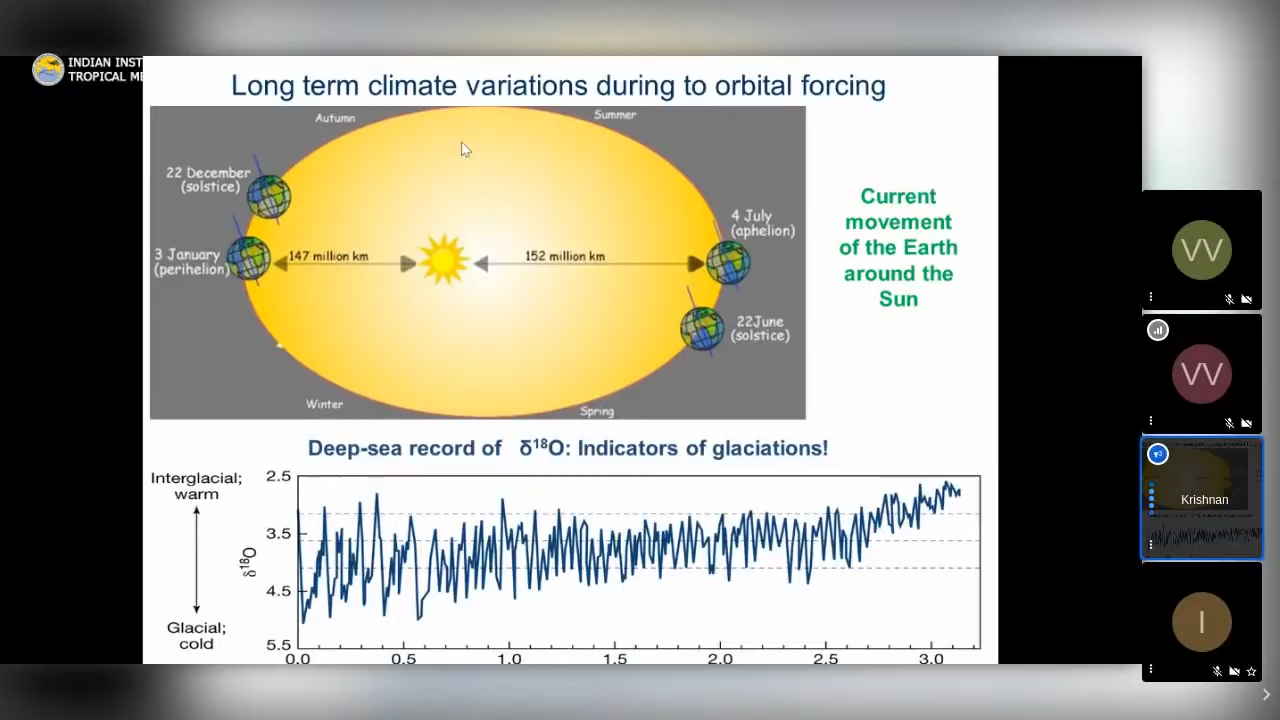 INDIAN INST
TROPICAL ME
Long term climate variations during to orbital forcing
Autumn
Summer
22 December
(solstice)
3 January
(perihelion)
147 million km
152 million km
4 July
(aphelion)
22June
(solstice)
Winter
Spring
Current
movement
of the Earth
around the
Sun
Deep-sea record of δ¹⁸O: Indicators of glaciations!
Interglacial;
warm
Glacial;
cold
δ¹⁸O
2.5
3.5
4.5
5.5
0.0 0.5 1.0 1.5 2.0 2.5 3.0
VV
VV
Krishnan
I